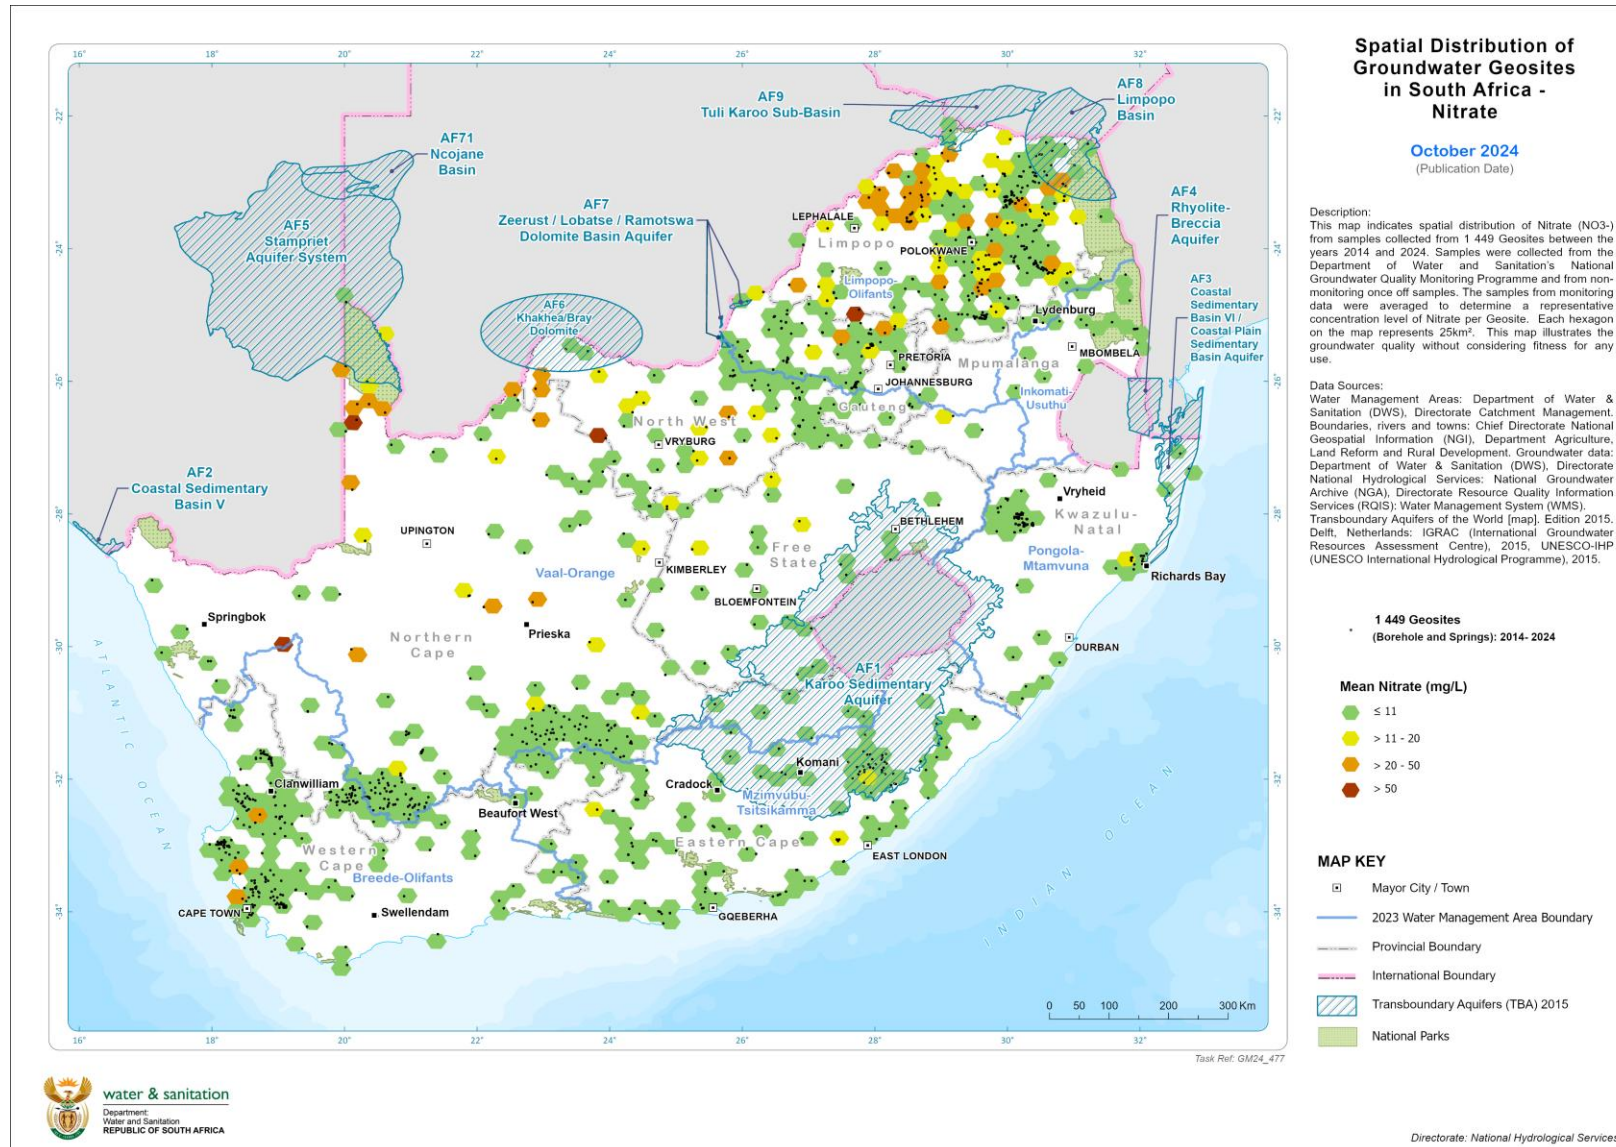 Spatial Distribution of
Groundwater Geosites
in South Africa -
Nitrate
October 2024
(Publication Date)
Description:
This map indicates spatial distribution of Nitrate (NO3-)
from samples collected from 1 449 Geosites between the
years 2014 and 2024. Samples were collected from the
Department of Water and Sanitation's National
Groundwater Quality Monitoring Programme and from non-
monitoring once off samples. The samples from monitoring
data were averaged to determine a representative
concentration level of Nitrate per Geosite. Each hexagon
on the map represents 25km². This map illustrates the
groundwater quality without considering fitness for any
use.
Data Sources:
Water Management Areas: Department of Water &
Sanitation (DWS), Directorate Catchment Management.
Boundaries, rivers and towns: Chief Directorate National
Geospatial Information (NGI), Department Agriculture,
Land Reform and Rural Development. Groundwater data:
Department of Water & Sanitation (DWS), Directorate
National Hydrological Services: National Groundwater
Archive (NGA), Directorate Resource Quality Information
Services (RQIS): Water Management System (WMS).
Transboundary Aquifers of the World [map]. Edition 2015.
Delft, Netherlands: IGRAC (International Groundwater
Resources Assessment Centre), 2015, UNESCO-IHP
(UNESCO International Hydrological Programme), 2015.
1 449 Geosites
(Borehole and Springs): 2014- 2024
Mean Nitrate (mg/L)
≤ 11
> 11 - 20
> 20 - 50
> 50
MAP KEY
Mayor City / Town
2023 Water Management Area Boundary
Provincial Boundary
International Boundary
Transboundary Aquifers (TBA) 2015
National Parks
16° 18° 20° 22° 24° 26° 28° 30° 32°
-22° -22°
-24° -24°
-26° -26°
-28° -28°
-30° -30°
-32° -32°
-34° -34°
16° 18° 20° 22° 24° 26° 28° 30° 32°
AF9
Tuli Karoo Sub-Basin
AF8
Limpopo
Basin
AF71
Ncojane
Basin
AF5
Stampriet
Aquifer System
AF7
Zeerust / Lobatse / Ramotswa
Dolomite Basin Aquifer
AF4
Rhyolite-
Breccia
Aquifer
AF3
Coastal
Sedimentary
Basin VI /
Coastal Plain
Sedimentary
Basin Aquifer
AF6
Khakhea/Bray
Dolomite
AF2
Coastal Sedimentary
Basin V
AF1
Karoo Sedimentary
Aquifer
LEPHALALE
Limpopo
POLOKWANE
Limpopo-
Olifants
Lydenburg
MBOMBELA
PRETORIA
Mpumalanga
JOHANNESBURG
Inkomati-
Usuthu
Gauteng
North West
VRYBURG
Vryheid
Kwazulu-
Natal
BETHLEHEM
UPINGTON
Free
State
Pongola-
Mtamvuna
Vaal-Orange
KIMBERLEY
Richards Bay
BLOEMFONTEIN
Springbok
Prieska
Northern
Cape
DURBAN
Komani
Clanwilliam
Cradock
Beaufort West
Mzimvubu-
Tsitsikamma
Western
Cape
Eastern Cape
EAST LONDON
Breede-Olifants
CAPE TOWN
Swellendam
GQEBERHA
ATLANTIC OCEAN
INDIAN OCEAN
0 50 100 200 300 Km
Task Ref: GM24_477
water & sanitation
Department:
Water and Sanitation
REPUBLIC OF SOUTH AFRICA
Directorate: National Hydrological Services